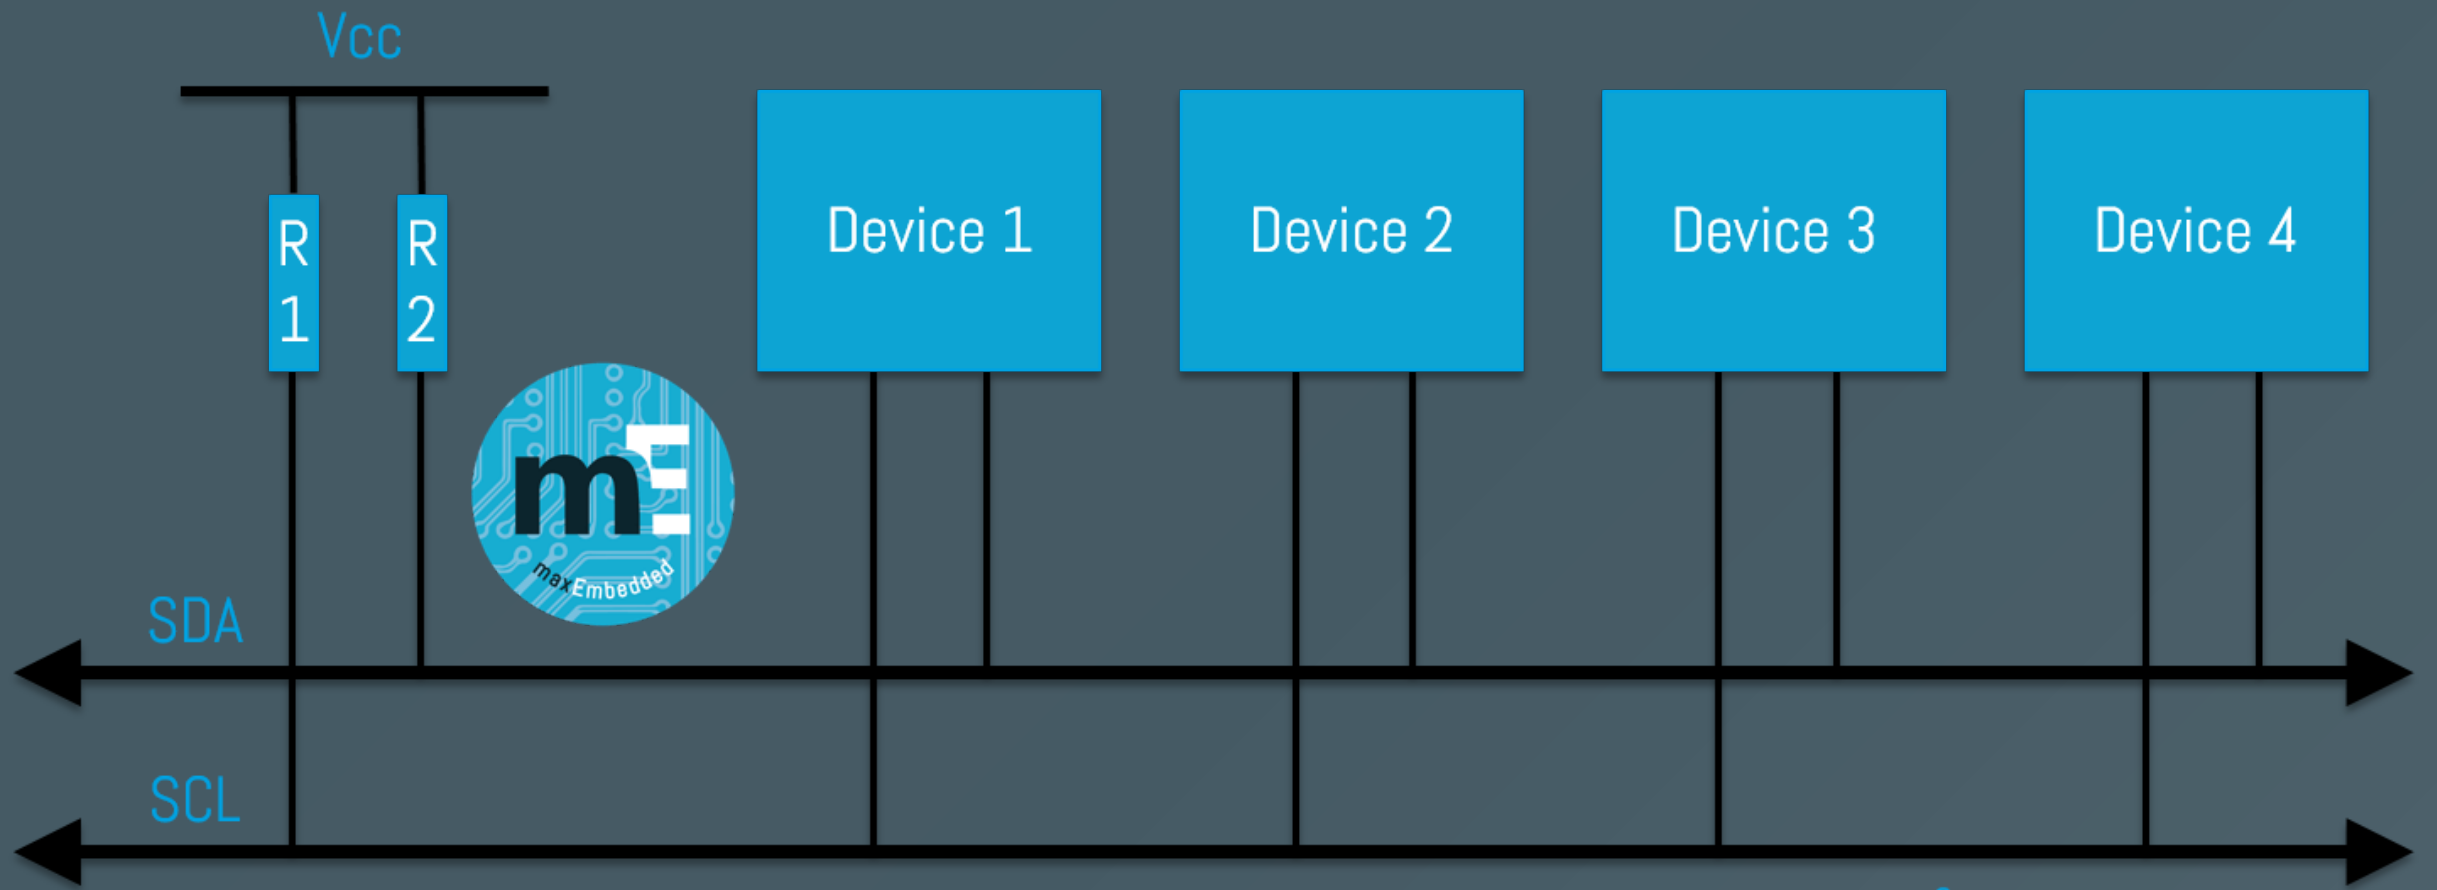 Vcc
R
1
R
2
Device 1
Device 2
Device 3
Device 4
mE
maxEmbedded
SDA
SCL